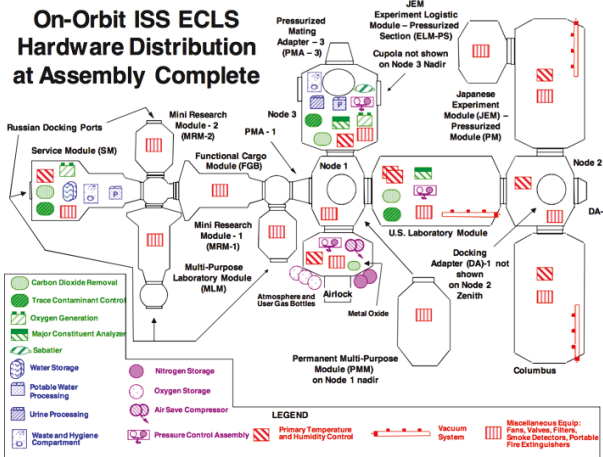 On-Orbit ISS ECLS
Hardware Distribution
at Assembly Complete
Pressurized
Mating
Adapter – 3
(PMA – 3)
JEM
Experiment Logistic
Module – Pressurized
Section (ELM-PS)
Cupola not shown
on Node 3 Nadir
Japanese
Experiment
Module (JEM) –
Pressurized
Module (PM)
Russian Docking Ports
Mini Research
Module - 2
(MRM-2)
Node 3
PMA - 1
Service Module (SM)
Functional Cargo
Module (FGB)
Node 1
Node 2
P
P
DA-
Mini Research
Module - 1
(MRM-1)
U.S. Laboratory Module
Multi-Purpose
Laboratory Module
(MLM)
Docking
Adapter (DA)-1 not
shown
on Node 2
Zenith
Atmosphere and
User Gas Bottles
Airlock
Metal Oxide
Permanent Multi-Purpose
Module (PMM)
on Node 1 nadir
Columbus
Carbon Dioxide Removal
Trace Contaminant Control
Oxygen Generation
Major Constituent Analyzer
Sabatier
Water Storage
Potable Water
Processing
Urine Processing
Waste and Hygiene
Compartment
Nitrogen Storage
Oxygen Storage
Air Save Compressor
Pressure Control Assembly
LEGEND
Primary Temperature
and Humidity Control
Vacuum
System
Miscellaneous Equip:
Fans, Valves, Filters,
Smoke Detectors, Portable
Fire Extinguishers